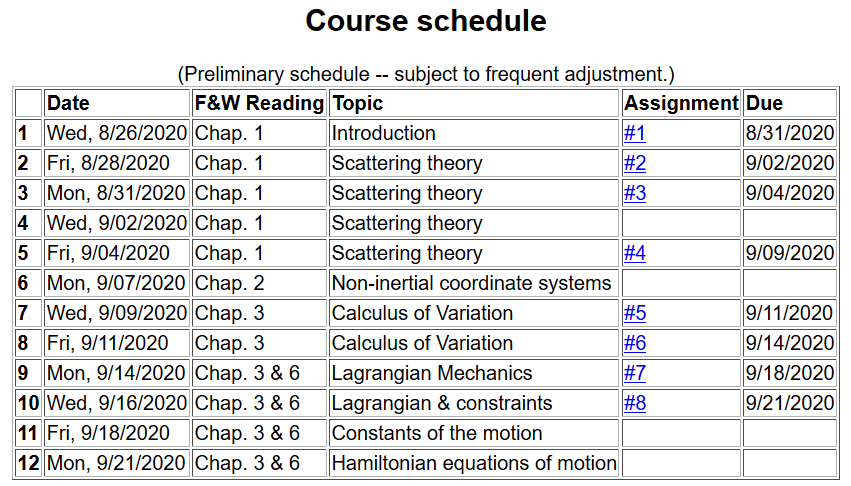 Course schedule
(Preliminary schedule -- subject to frequent adjustment.)
Date F&W Reading Topic Assignment Due
1 Wed, 8/26/2020 Chap. 1 Introduction #1 8/31/2020
2 Fri, 8/28/2020 Chap. 1 Scattering theory #2 9/02/2020
3 Mon, 8/31/2020 Chap. 1 Scattering theory #3 9/04/2020
4 Wed, 9/02/2020 Chap. 1 Scattering theory
5 Fri, 9/04/2020 Chap. 1 Scattering theory #4 9/09/2020
6 Mon, 9/07/2020 Chap. 2 Non-inertial coordinate systems
7 Wed, 9/09/2020 Chap. 3 Calculus of Variation #5 9/11/2020
8 Fri, 9/11/2020 Chap. 3 Calculus of Variation #6 9/14/2020
9 Mon, 9/14/2020 Chap. 3 & 6 Lagrangian Mechanics #7 9/18/2020
10 Wed, 9/16/2020 Chap. 3 & 6 Lagrangian & constraints #8 9/21/2020
11 Fri, 9/18/2020 Chap. 3 & 6 Constants of the motion
12 Mon, 9/21/2020 Chap. 3 & 6 Hamiltonian equations of motion